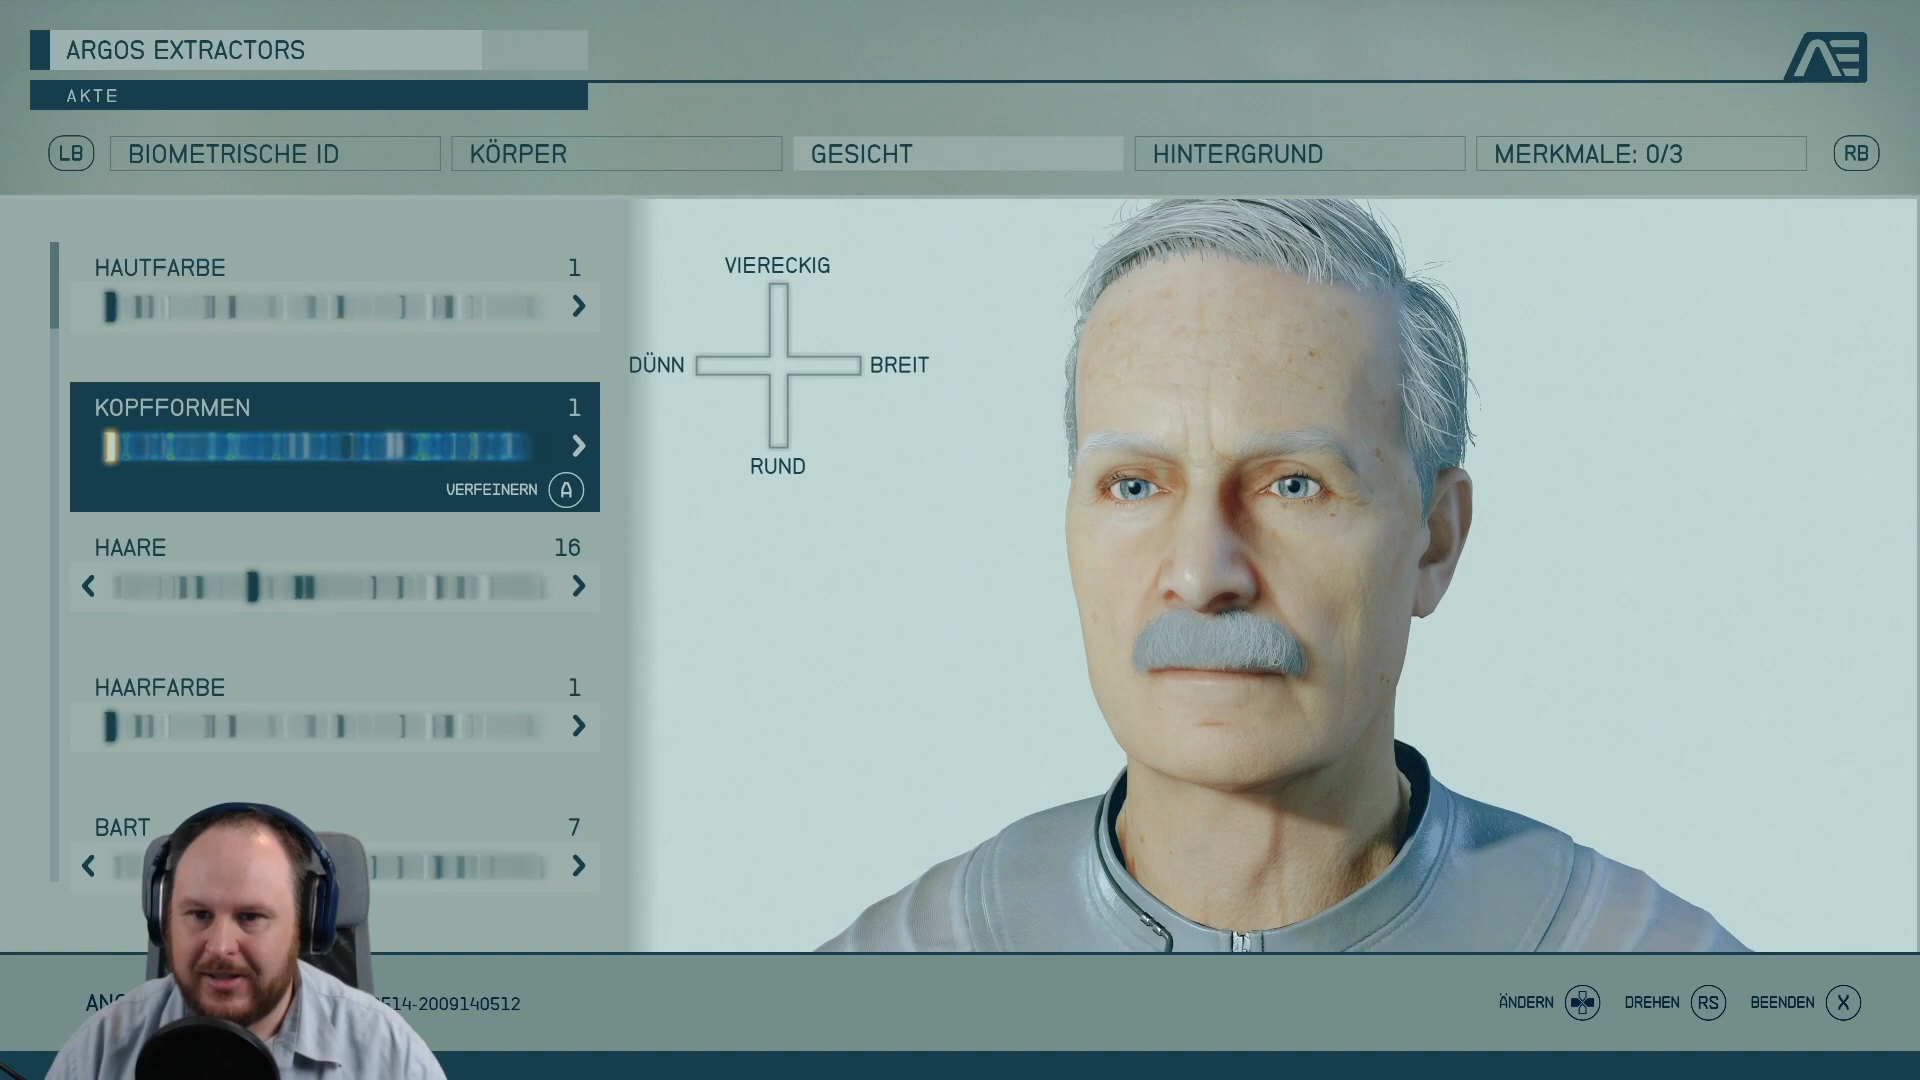 ARGOS EXTRACTORS
AKTE
LB BIOMETRISCHE ID KÖRPER GESICHT HINTERGRUND MERKMALE: 0/3 RB
HAUTFARBE 1
KOPFFORMEN 1
VERFEINERN A
HAARE 16
HAARFARBE 1
BART 7
VIERECKIG
DÜNN BREIT
RUND
514-2009140512
ÄNDERN DREHEN RS BEENDEN X